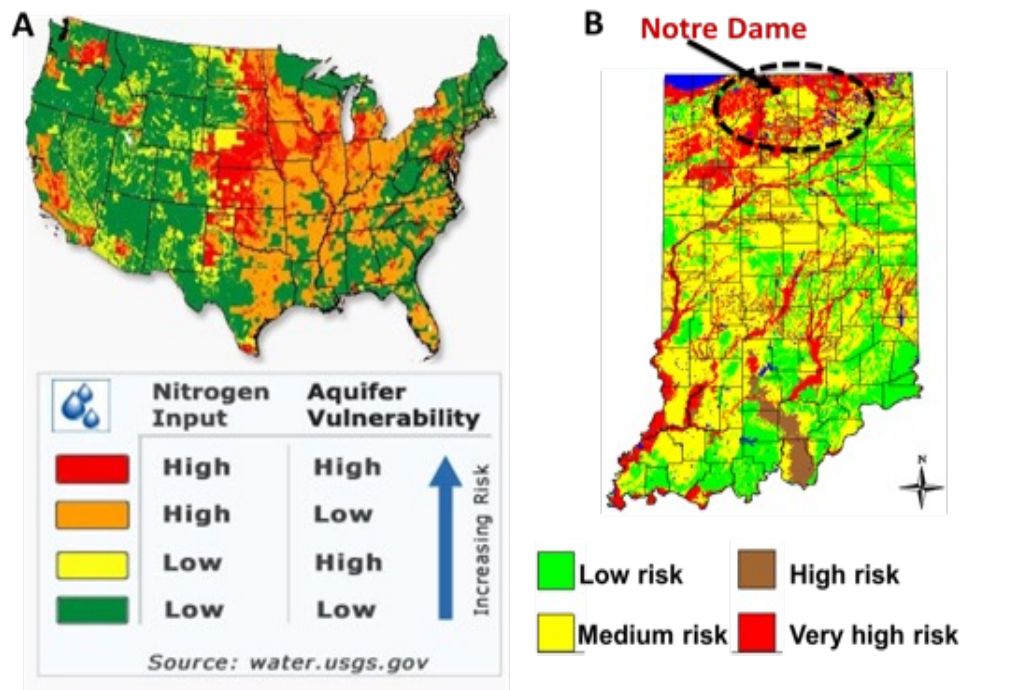 A
B
Notre Dame
Nitrogen Input
Aquifer Vulnerability
High High
High Low
Low High
Low Low
Increasing Risk
Source: water.usgs.gov
N
Low risk
High risk
Medium risk
Very high risk